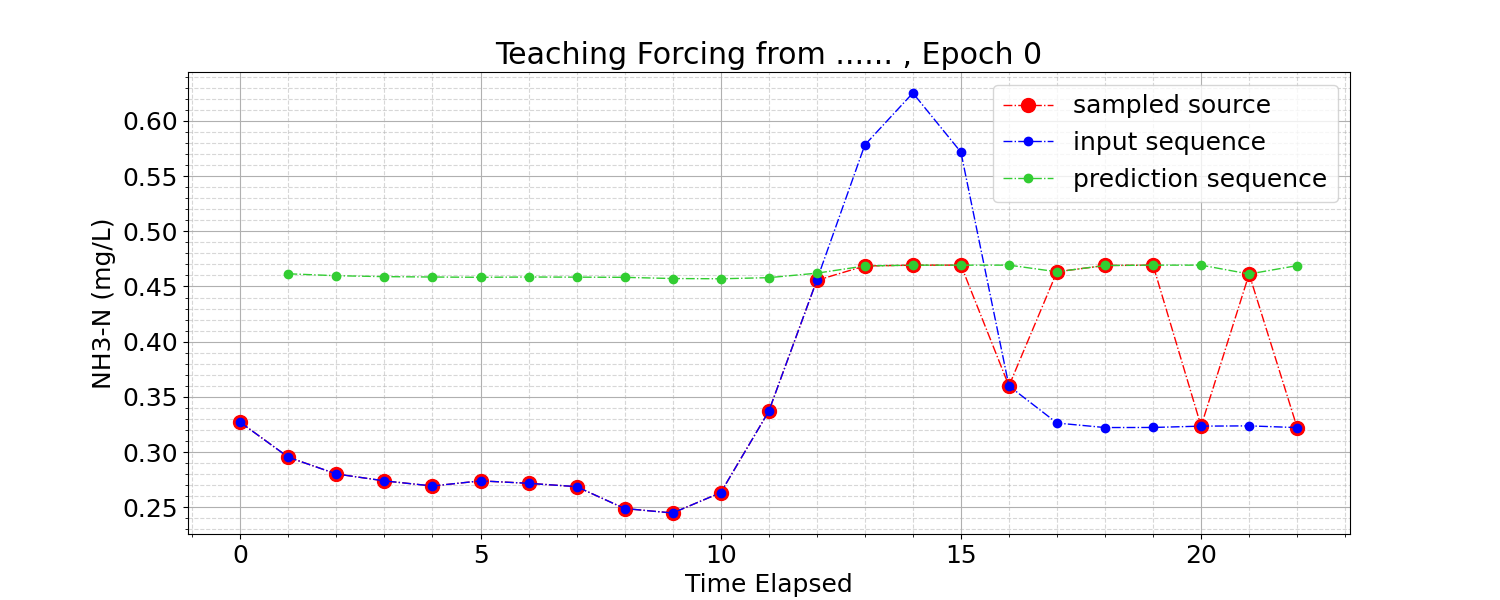 Teaching Forcing from ...... , Epoch 0
sampled source
input sequence
prediction sequence
NH3-N (mg/L)
0.60
0.55
0.50
0.45
0.40
0.35
0.30
0.25
0 5 10 15 20
Time Elapsed